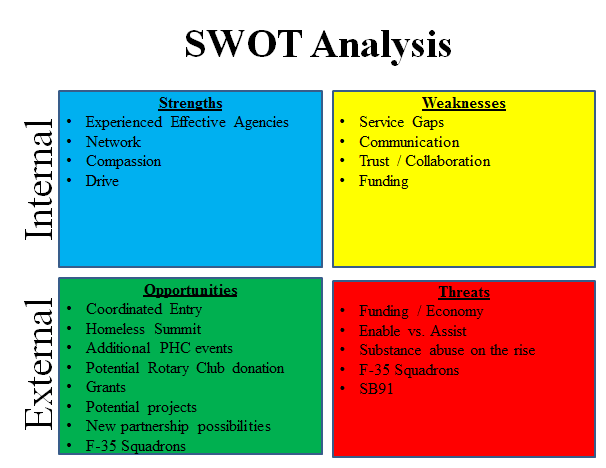 SWOT Analysis
Internal
Strengths
• Experienced Effective Agencies
• Network
• Compassion
• Drive
Weaknesses
• Service Gaps
• Communication
• Trust / Collaboration
• Funding
External
Opportunities
• Coordinated Entry
• Homeless Summit
• Additional PHC events
• Potential Rotary Club donation
• Grants
• Potential projects
• New partnership possibilities
• F-35 Squadrons
Threats
• Funding / Economy
• Enable vs. Assist
• Substance abuse on the rise
• F-35 Squadrons
• SB91